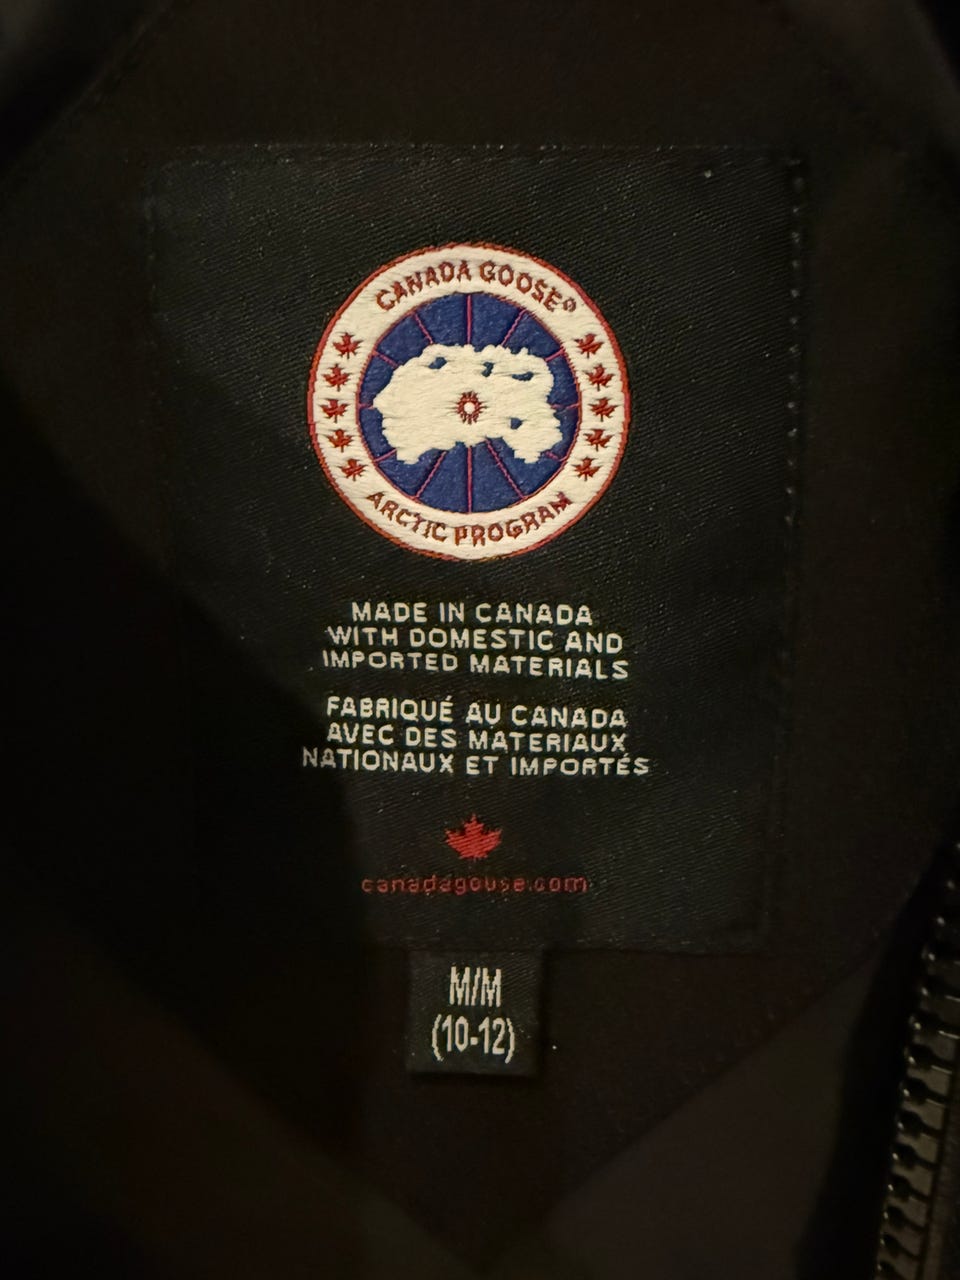 CANADA GOOSE®
ARCTIC PROGRAM
MADE IN CANADA
WITH DOMESTIC AND
IMPORTED MATERIALS
FABRIQUÉ AU CANADA
AVEC DES MATERIAUX
NATIONAUX ET IMPORTÉS
canadagouse.com
M/M
(10-12)